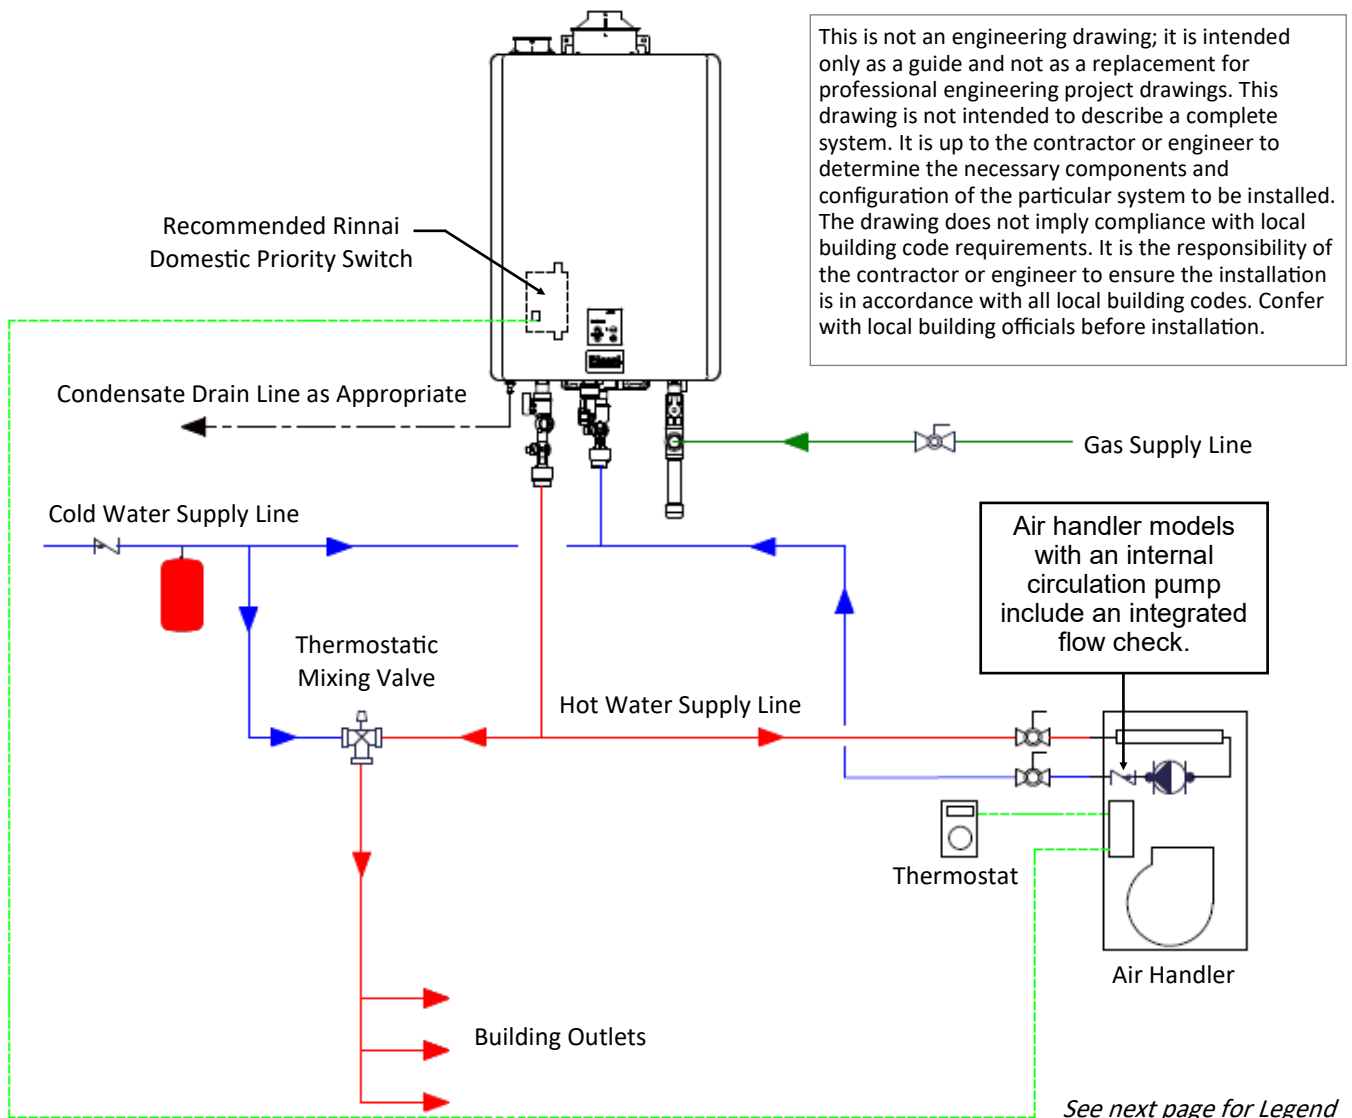 This is not an engineering drawing; it is intended
only as a guide and not as a replacement for
professional engineering project drawings. This
drawing is not intended to describe a complete
system. It is up to the contractor or engineer to
determine the necessary components and
configuration of the particular system to be installed.
The drawing does not imply compliance with local
building code requirements. It is the responsibility of
the contractor or engineer to ensure the installation
is in accordance with all local building codes. Confer
with local building officials before installation.
Recommended Rinnai
Domestic Priority Switch
Condensate Drain Line as Appropriate
Gas Supply Line
Cold Water Supply Line
Air handler models
with an internal
circulation pump
include an integrated
flow check.
Thermostatic
Mixing Valve
Hot Water Supply Line
Thermostat
Air Handler
Building Outlets
See next page for Legend